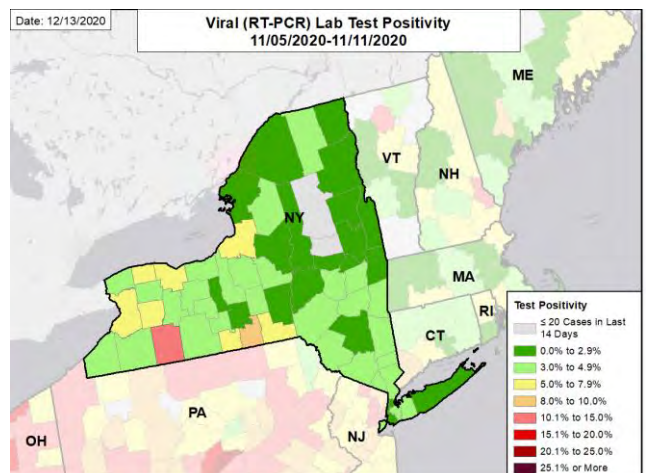 Date: 12/13/2020
Viral (RT-PCR) Lab Test Positivity
11/05/2020-11/11/2020
ME
VT
NH
NY
MA
CT
RI
PA
OH
NJ
Test Positivity
≤ 20 Cases in Last
14 Days
0.0% to 2.9%
3.0% to 4.9%
5.0% to 7.9%
8.0% to 10.0%
10.1% to 15.0%
15.1% to 20.0%
20.1% to 25.0%
25.1% or More